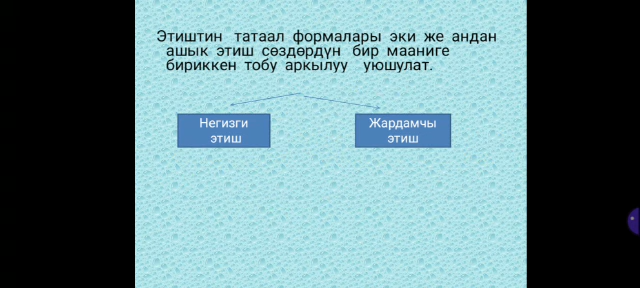 Этиштин татаал формалары эки же андан
ашык этиш сөздөрдүн бир мааниге
бириккен тобу аркылуу уюшулат.
Негизги
этиш
Жардамчы
этиш